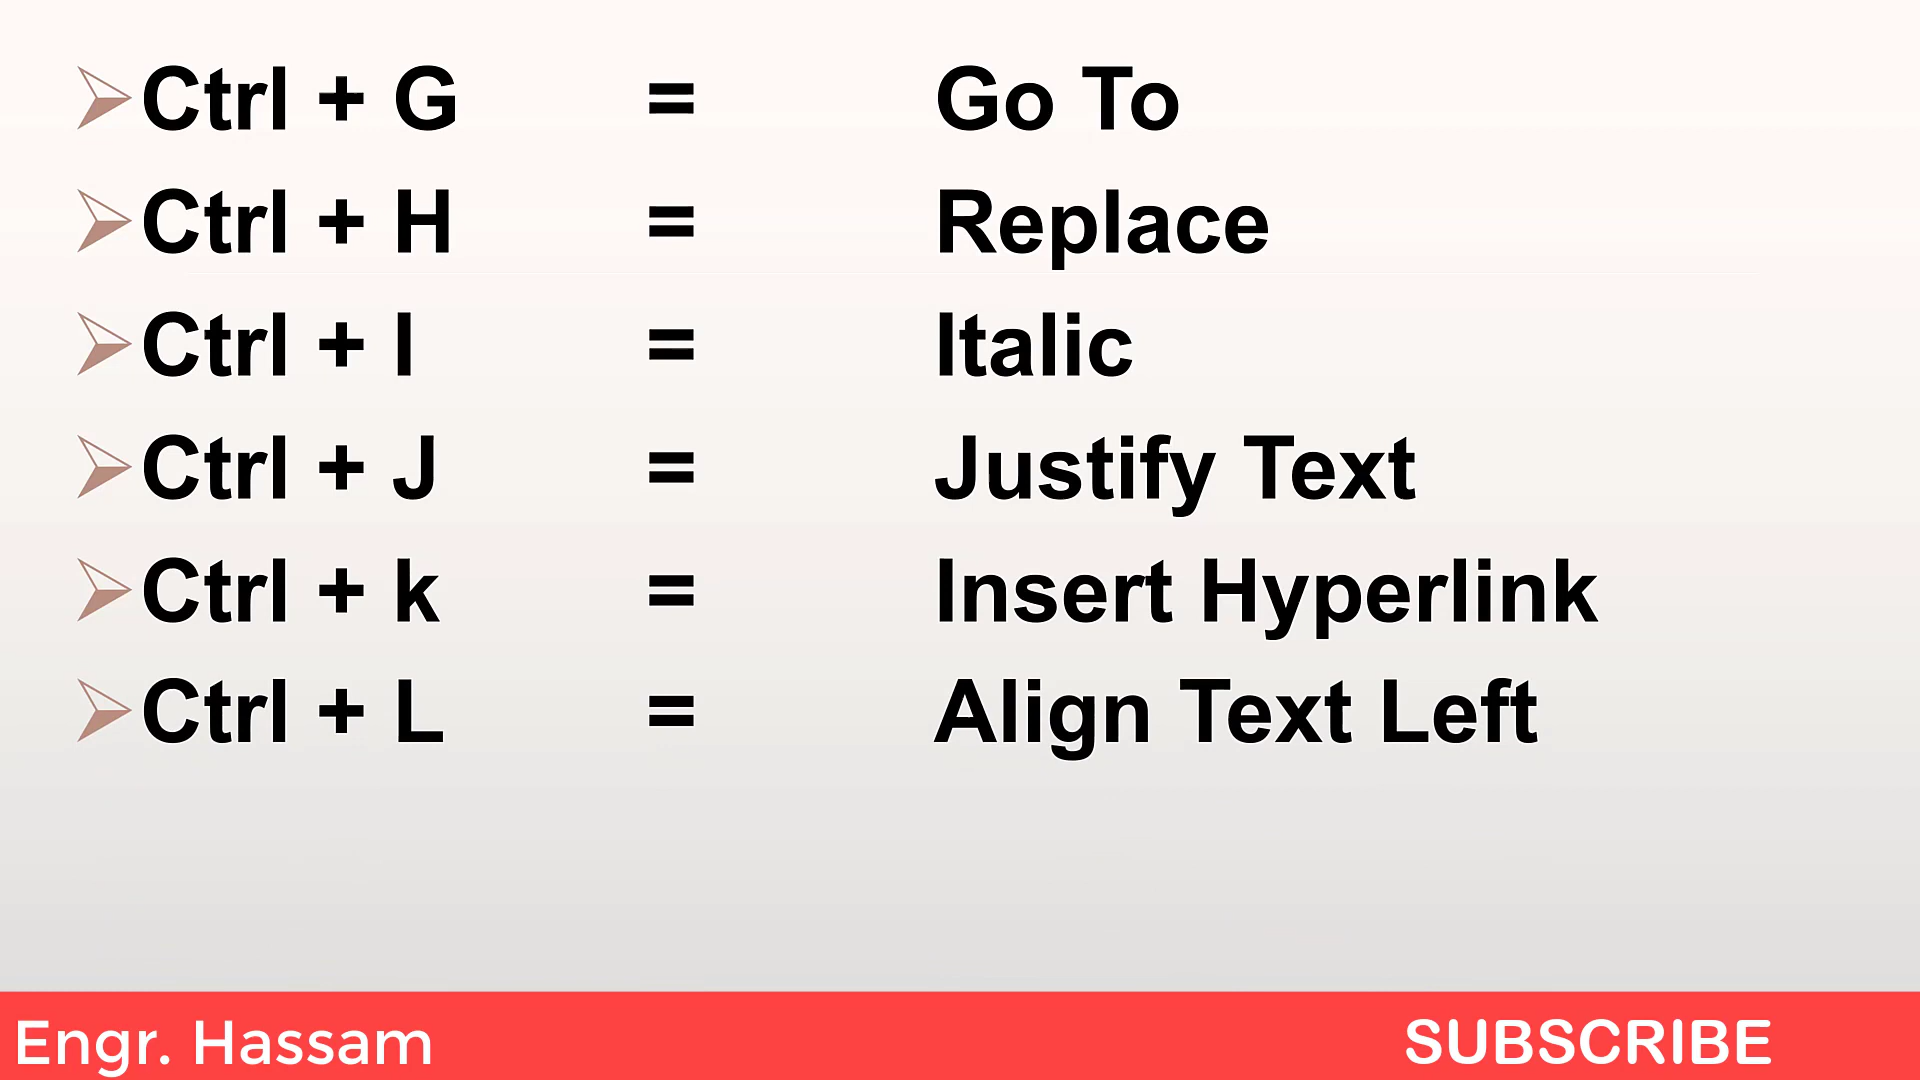 Ctrl + G = Go To
Ctrl + H = Replace
Ctrl + I = Italic
Ctrl + J = Justify Text
Ctrl + k = Insert Hyperlink
Ctrl + L = Align Text Left
Engr. Hassam SUBSCRIBE